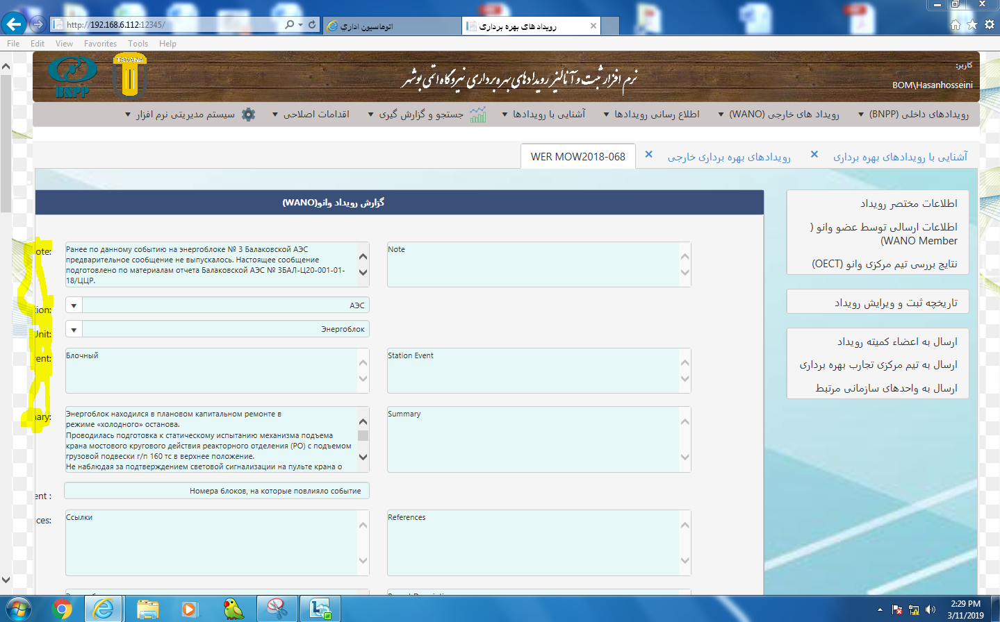 http://192.168.6.112:12345/
اتوماسیون اداري
رویداد های بهره برداری
File Edit View Favorites Tools Help
BNPP
TAVANA
نرم افزار ثبت و آنالیز رویدادهای بهره برداری نیروگاه اتمی بوشهر
کاربر:
BOM\Hasanhosseini
رویدادهای داخلی (BNPP)
رویداد های خارجی (WANO)
اطلاع رسانی رویدادها
آشنایی با رویدادها
جستجو و گزارش گیری
اقدامات اصلاحی
سیستم مدیریتی نرم افزار
آشنایی با رویدادهای بهره برداری
رویدادهای بهره برداری خارجی
WER MOW2018-068
گزارش رویداد وانو(WANO)
اطلاعات مختصر رویداد
اطلاعات ارسالی توسط عضو وانو (
WANO Member)
نتایج بررسی تیم مرکزی وانو (OECT)
تاریخچه ثبت و ویرایش رویداد
ارسال به اعضاء کمیته رویداد
ارسال به تیم مرکزی تجارب بهره برداری
ارسال به واحدهای سازمانی مرتبط
ote:
Ранее по данному событию на энергоблоке № 3 Балаковской АЭС
предварительное сообщение не выпускалось. Настоящее сообщение
подготовлено по материалам отчета Балаковской АЭС № 3БАЛ-Ц20-001-01-
18/ЦЦР.
Note
tion:
АЭС
Unit:
Энергоблок
vent:
Блочный
Station Event
nary:
Энергоблок находился в плановом капитальном ремонте в
режиме «холодного» останова.
Проводилась подготовка к статическому испытанию механизма подъема
крана мостового кругового действия реакторного отделения (РО) с подъемом
грузовой подвески г/п 160 тс в верхнее положение.
Не наблюдая за подтверждением световой сигнализации на пульте крана о
Summary
ent :
Номера блоков, на которые повлияло событие
ces:
Ссылки
References
2:29 PM
3/11/2019